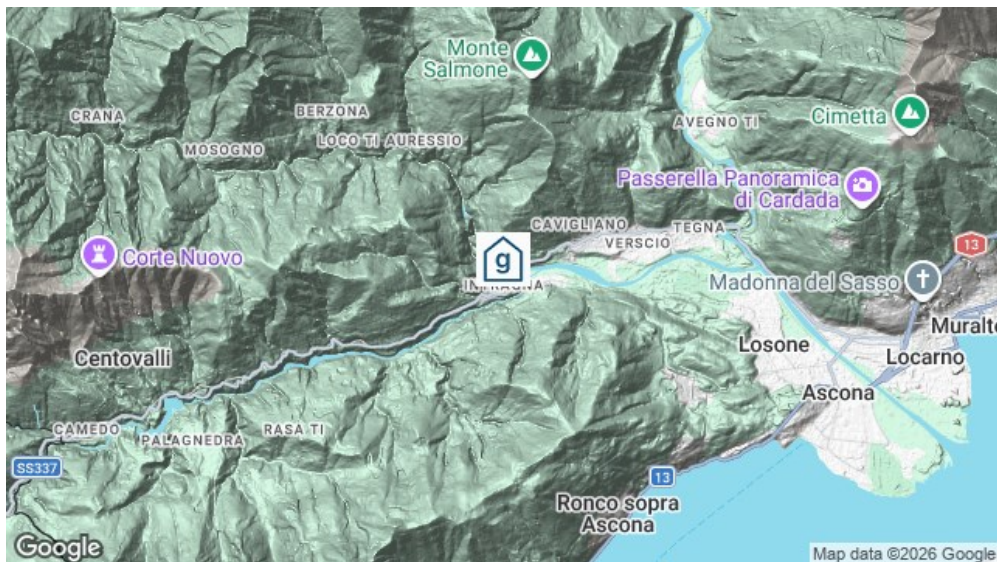 Monte
Salmone
CRANA
BERZONA
LOCO TI AURESSIO
MOSOGNO
AVEGNO TI
Cimetta
Passerella Panoramica
di Cardada
CAVIGLIANO
TEGNA
VERSCIO
13
Corte Nuovo
g
INTRAGNA
Madonna del Sasso
Muralto
Centovalli
Losone
Locarno
Ascona
CAMEDO
PALAGNEDRA
RASA TI
SS337
13
Ronco sopra
Ascona
Google
Map data ©2026 Google